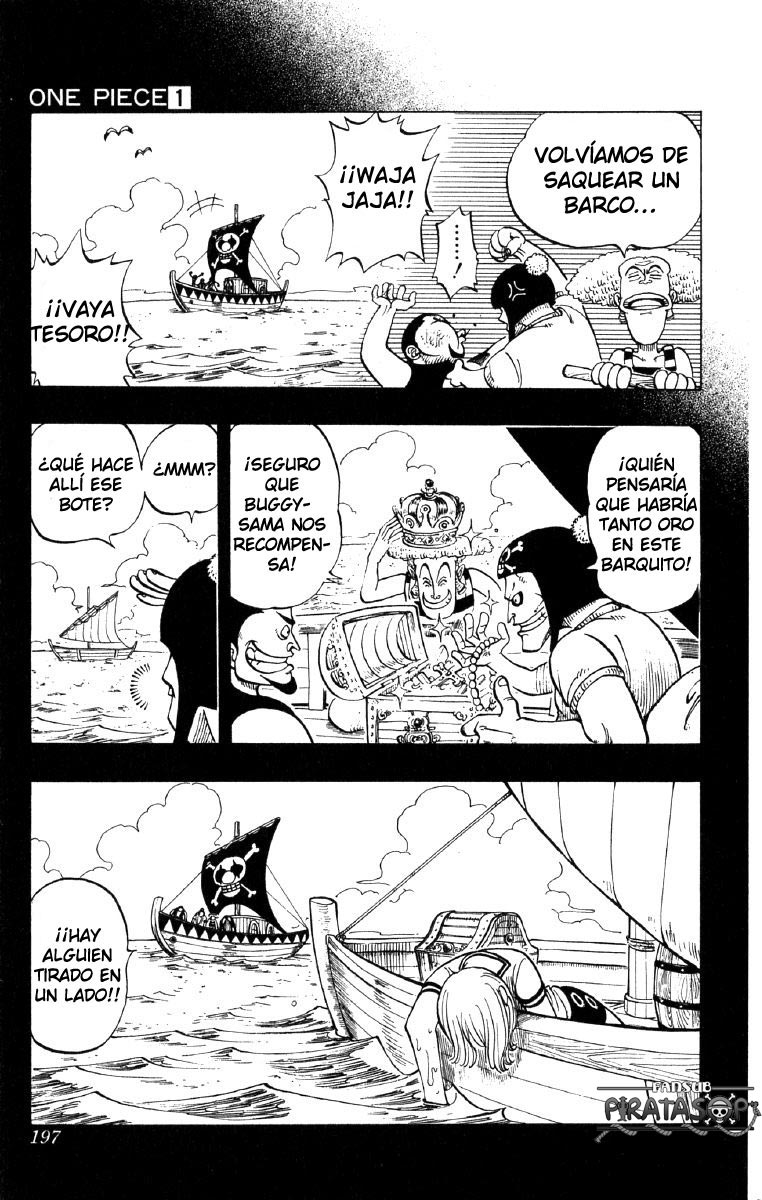 ONE PIECE 1
VOLVÍAMOS DE
SAQUEAR UN
BARCO...
......!
¡¡WAJA
JAJA!!
¡¡VAYA
TESORO!!
¡QUIÉN
PENSARÍA
QUE HABRÍA
TANTO ORO
EN ESTE
BARQUITO!
¡SEGURO
QUE
BUGGY-
SAMA NOS
RECOMPEN-
SA!
¿MMM?
¿QUÉ HACE
ALLÍ ESE
BOTE?
¡¡HAY
ALGUIEN
TIRADO EN
UN LADO!!
FANSUB
PIRATASOP
197